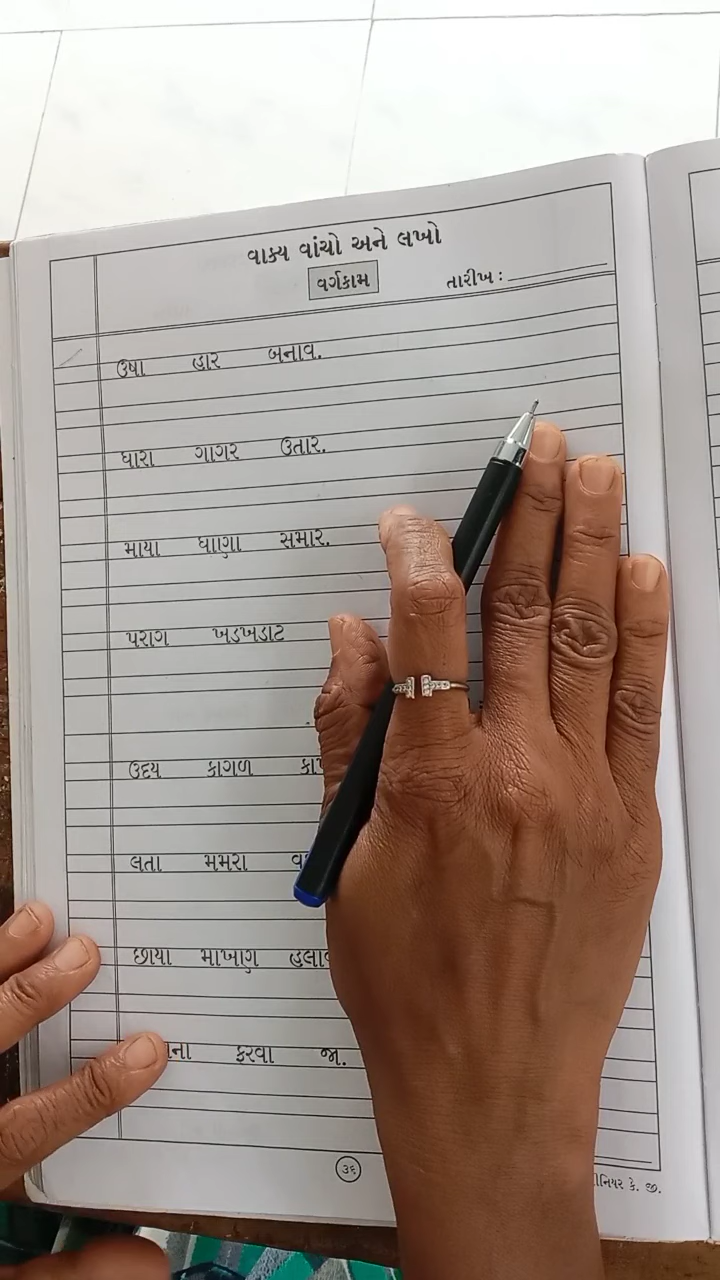 વાક્ય વાંચો અને લખો
વર્ગકામ
તારીખ :
ઉષા હાર બનાવ.
ધારા ગાગર ઉતાર.
માયા ધાણા સમાર.
પરાગ ખડખડાટ
ઉદય કાગળ
લતા મમરા
છાયા માખણ
ફરવા જા.
૩૬
કે. જી.